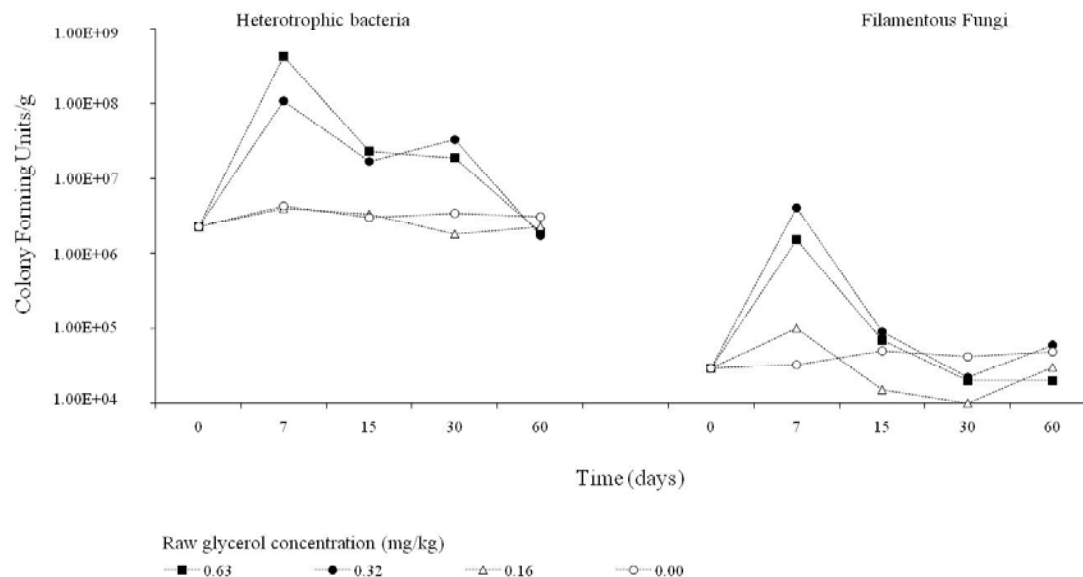 Heterotrophic bacteria Filamentous Fungi
1.00E+09
1.00E+08
1.00E+07
1.00E+06
1.00E+05
1.00E+04
Colony Forming Units/g
0 7 15 30 60 0 7 15 30 60
Time (days)
Raw glycerol concentration (mg/kg)
0.63 0.32 0.16 0.00